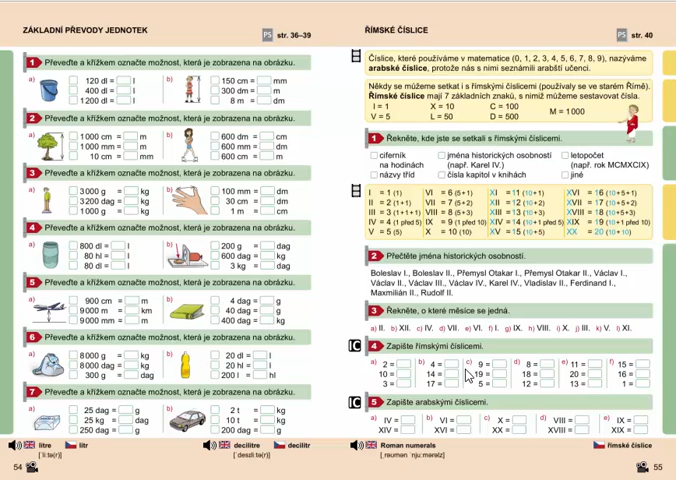 ZÁKLADNÍ PŘEVODY JEDNOTEK
PS str. 36–39
1 Převeďte a křížkem označte možnost, která je zobrazena na obrázku.
a) 120 dl = l
400 dl = l
1 200 dl = l
b) 150 cm = mm
300 dm = m
8 m = dm
2 Převeďte a křížkem označte možnost, která je zobrazena na obrázku.
a) 1 000 cm = m
1 000 mm = m
10 cm = mm
b) 600 dm = cm
600 mm = dm
600 cm = m
3 Převeďte a křížkem označte možnost, která je zobrazena na obrázku.
a) 3 000 g = kg
3 200 dag = kg
1 000 g = kg
b) 100 mm = dm
30 cm = dm
1 m = cm
4 Převeďte a křížkem označte možnost, která je zobrazena na obrázku.
a) 800 dl = l
80 hl = l
80 dl = l
b) 200 g = dag
600 dag = kg
3 kg = dag
5 Převeďte a křížkem označte možnost, která je zobrazena na obrázku.
a) 900 cm = m
9 000 m = km
9 000 mm = m
b) 4 dag = g
40 dag = g
400 dag = kg
6 Převeďte a křížkem označte možnost, která je zobrazena na obrázku.
a) 8 000 g = kg
8 000 dag = kg
300 g = dag
b) 20 dl = l
20 hl = l
200 l = hl
7 Převeďte a křížkem označte možnost, která je zobrazena na obrázku.
a) 25 dag = g
25 kg = dag
250 dag = g
b) 2 t = kg
10 t = kg
200 dag = g
litre litr
[ˈliːtə(r)]
decilitre decilitr
[ˈdesɪliːtə(r)]
54
ŘÍMSKÉ ČÍSLICE
PS str. 40
Číslice, které používáme v matematice (0, 1, 2, 3, 4, 5, 6, 7, 8, 9), nazýváme
arabské číslice, protože nás s nimi seznámili arabští učenci.
Někdy se můžeme setkat i s římskými číslicemi (používaly se ve starém Římě).
Římské číslice mají 7 základních znaků, s nimiž můžeme sestavovat čísla.
I = 1 X = 10 C = 100 M = 1 000
V = 5 L = 50 D = 500
1 Řekněte, kde jste se setkali s římskými číslicemi.
ciferník jména historických osobností letopočet
na hodinách (např. Karel IV.) (např. rok MCMXCIX)
názvy tříd čísla kapitol v knihách jiné
I = 1 (1) VI = 6 (5+1) XI = 11 (10+1) XVI = 16 (10+5+1)
II = 2 (1+1) VII = 7 (5+2) XII = 12 (10+2) XVII = 17 (10+5+2)
III = 3 (1+1+1) VIII = 8 (5+3) XIII = 13 (10+3) XVIII = 18 (10+5+3)
IV = 4 (1 před 5) IX = 9 (1 před 10) XIV = 14 (10+1 před 5) XIX = 19 (10+1 před 10)
V = 5 (5) X = 10 (10) XV = 15 (10+5) XX = 20 (10+10)
2 Přečtěte jména historických osobností.
Boleslav I., Boleslav II., Přemysl Otakar I., Přemysl Otakar II., Václav I.,
Václav II., Václav III., Václav IV., Karel IV., Vladislav II., Ferdinand I.,
Maxmilián II., Rudolf II.
3 Řekněte, o které měsíce se jedná.
a) II. b) XII. c) IV. d) VII. e) VI. f) I. g) IX. h) VIII. i) X. j) III. k) V. l) XI.
4 Zapište římskými číslicemi.
a) 2 = b) 4 = c) 9 = d) 8 = e) 11 = f) 15 =
10 = 14 = 19 = 18 = 20 = 16 =
3 = 17 = 5 = 12 = 13 = 1 =
5 Zapište arabskými číslicemi.
a) IV = b) VI = c) X = d) VIII = e) IX =
XIV = XVI = XX = XVIII = XIX =
Roman numerals římské číslice
55